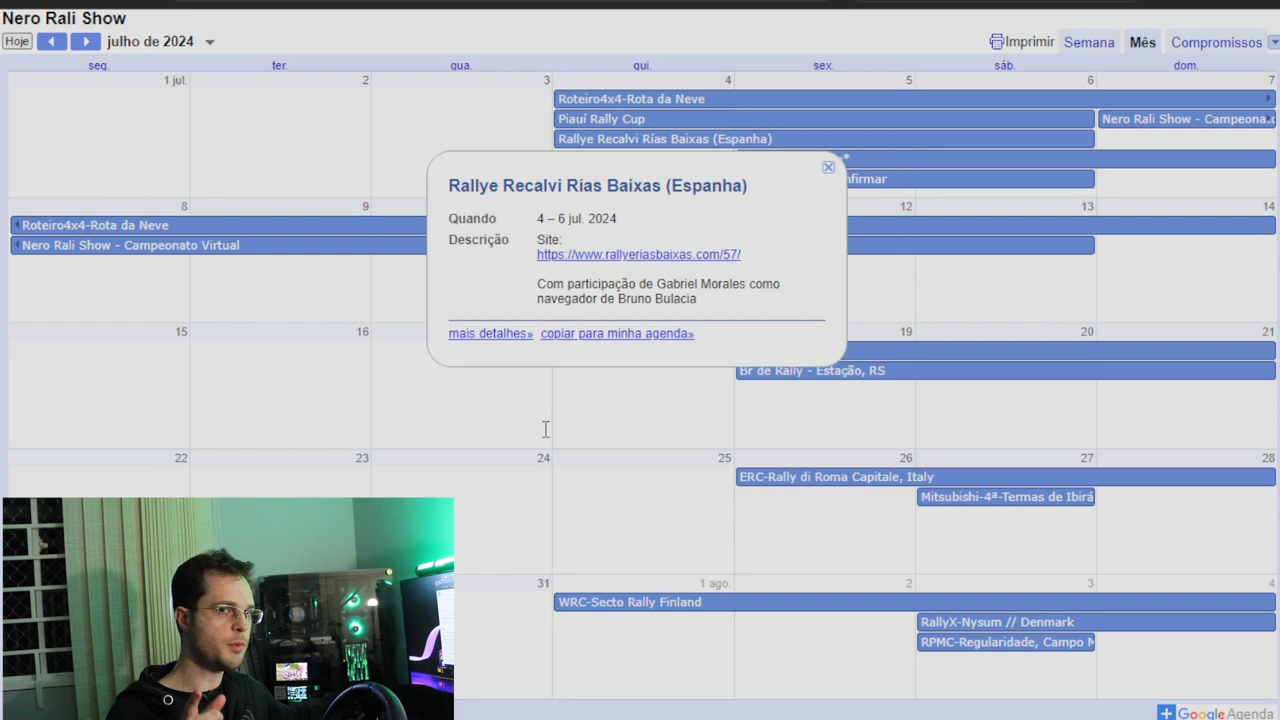 Nero Rali Show
Hoje
julho de 2024
Imprimir
Semana
Mês
Compromissos
seg.
ter.
qua.
qui.
sex.
sáb.
dom.
1 jul.
2
3
4
5
6
7
Roteiro4x4-Rota da Neve
Piauí Rally Cup
Nero Rali Show - Campeona
Rallye Recalvi Rías Baixas (Espanha)
nfirmar
Rallye Recalvi Rías Baixas (Espanha)
Quando
4 – 6 jul. 2024
Descrição
Site:
https://www.rallyeriasbaixas.com/57/
Com participação de Gabriel Morales como
navegador de Bruno Bulacia
mais detalhes»
copiar para minha agenda»
8
9
12
13
14
Roteiro4x4-Rota da Neve
Nero Rali Show - Campeonato Virtual
15
16
19
20
21
Br de Rally - Estação, RS
22
23
24
25
26
27
28
ERC-Rally di Roma Capitale, Italy
Mitsubishi-4ª-Termas de Ibirá
31
1 ago.
2
3
4
WRC-Secto Rally Finland
RallyX-Nysum // Denmark
RPMC-Regularidade, Campo M
Google Agenda